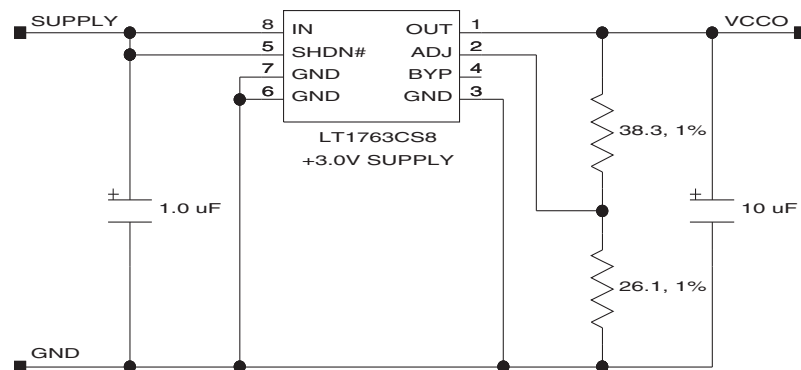 SUPPLY
VCCO
8 IN OUT 1
5 SHDN# ADJ 2
7 GND BYP 4
6 GND GND 3
LT1763CS8
+3.0V SUPPLY
38.3, 1%
+ 1.0 uF
+ 10 uF
26.1, 1%
GND